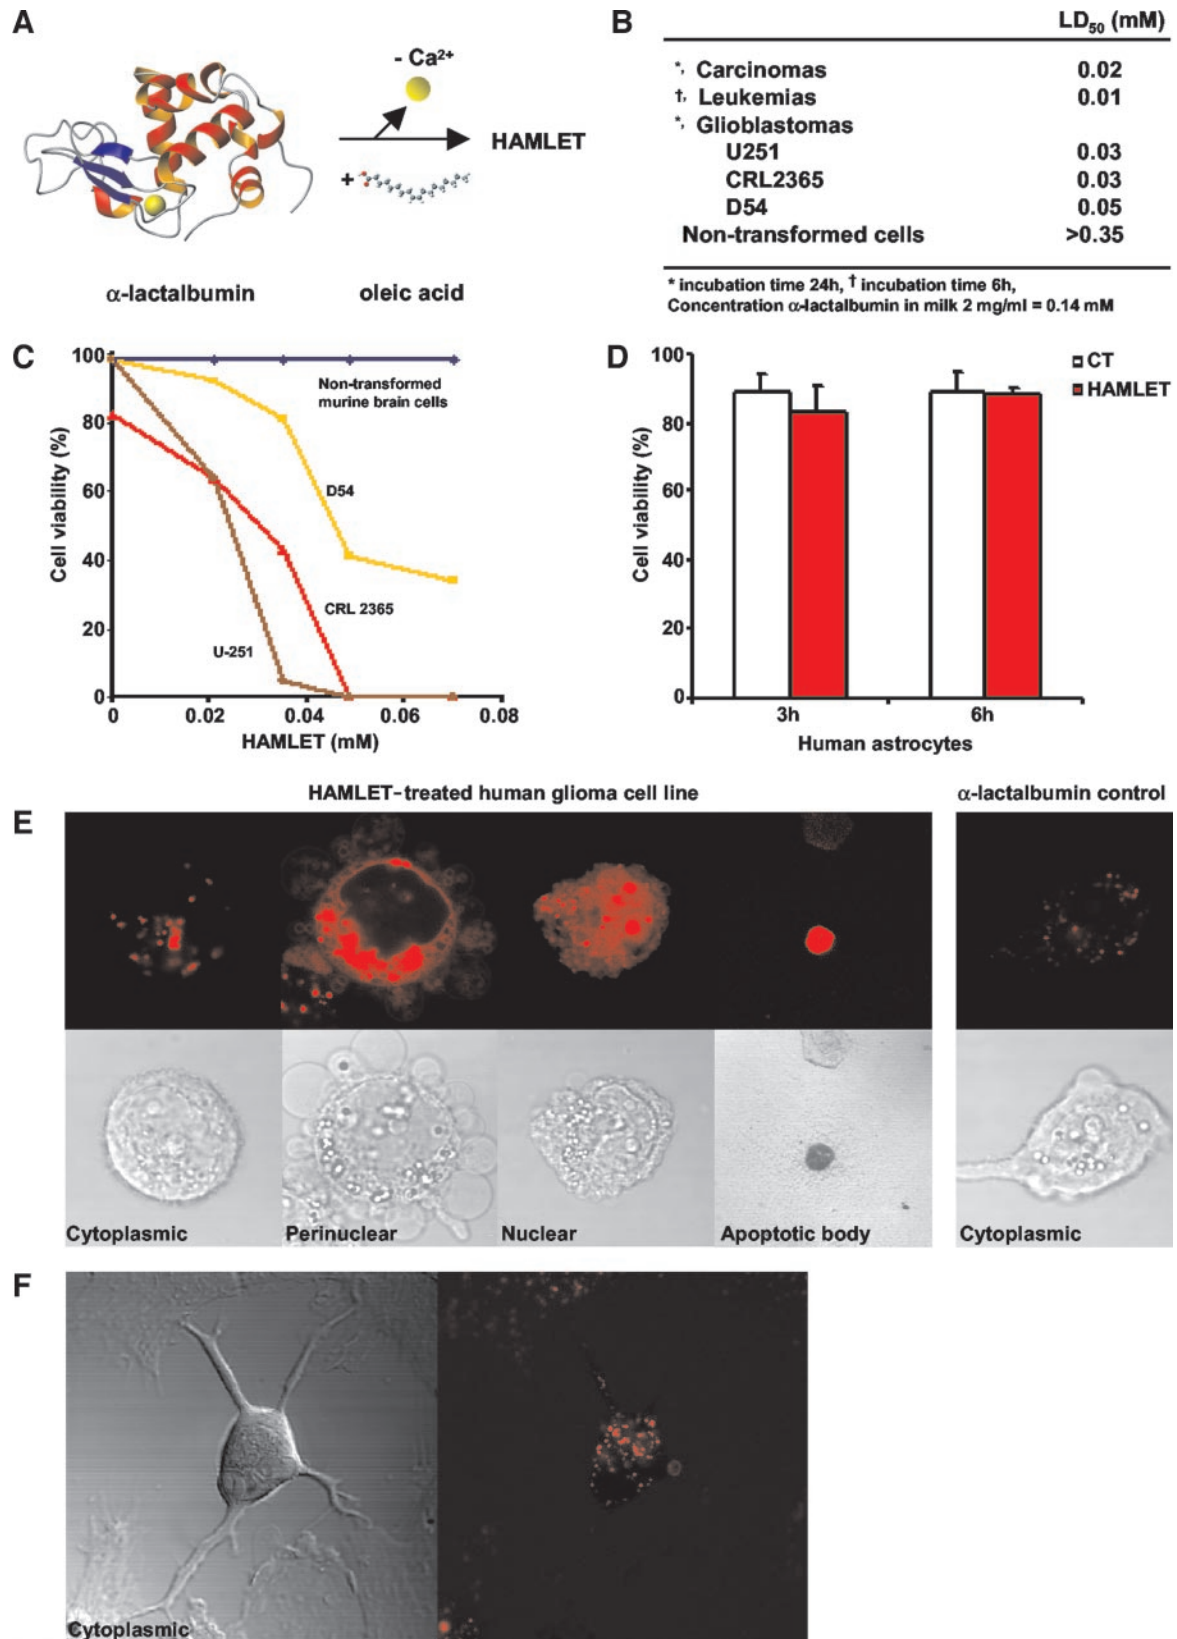 A
- Ca²⁺
HAMLET
+
α-lactalbumin
oleic acid
B
LD₅₀ (mM)
*, Carcinomas 0.02
†, Leukemias 0.01
*, Glioblastomas
U251 0.03
CRL2365 0.03
D54 0.05
Non-transformed cells >0.35
* incubation time 24h, † incubation time 6h,
Concentration α-lactalbumin in milk 2 mg/ml = 0.14 mM
C
Cell viability (%)
100
80
60
40
20
0
Non-transformed
murine brain cells
D54
CRL 2365
U-251
0 0.02 0.04 0.06 0.08
HAMLET (mM)
D
Cell viability (%)
100
80
60
40
20
0
CT
HAMLET
3h 6h
Human astrocytes
HAMLET-treated human glioma cell line
α-lactalbumin control
E
Cytoplasmic
Perinuclear
Nuclear
Apoptotic body
Cytoplasmic
F
Cytoplasmic